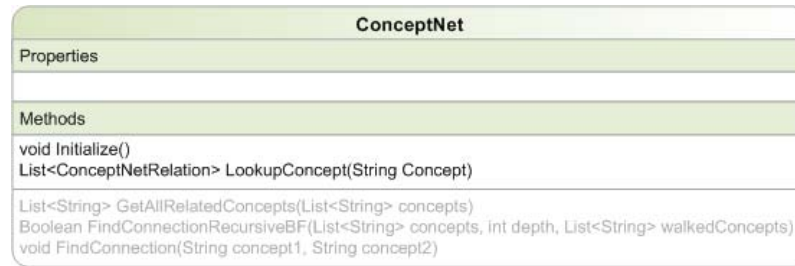 ConceptNet
Properties
Methods
void Initialize()
List<ConceptNetRelation> LookupConcept(String Concept)
List<String> GetAllRelatedConcepts(List<String> concepts)
Boolean FindConnectionRecursiveBF(List<String> concepts, int depth, List<String> walkedConcepts)
void FindConnection(String concept1, String concept2)